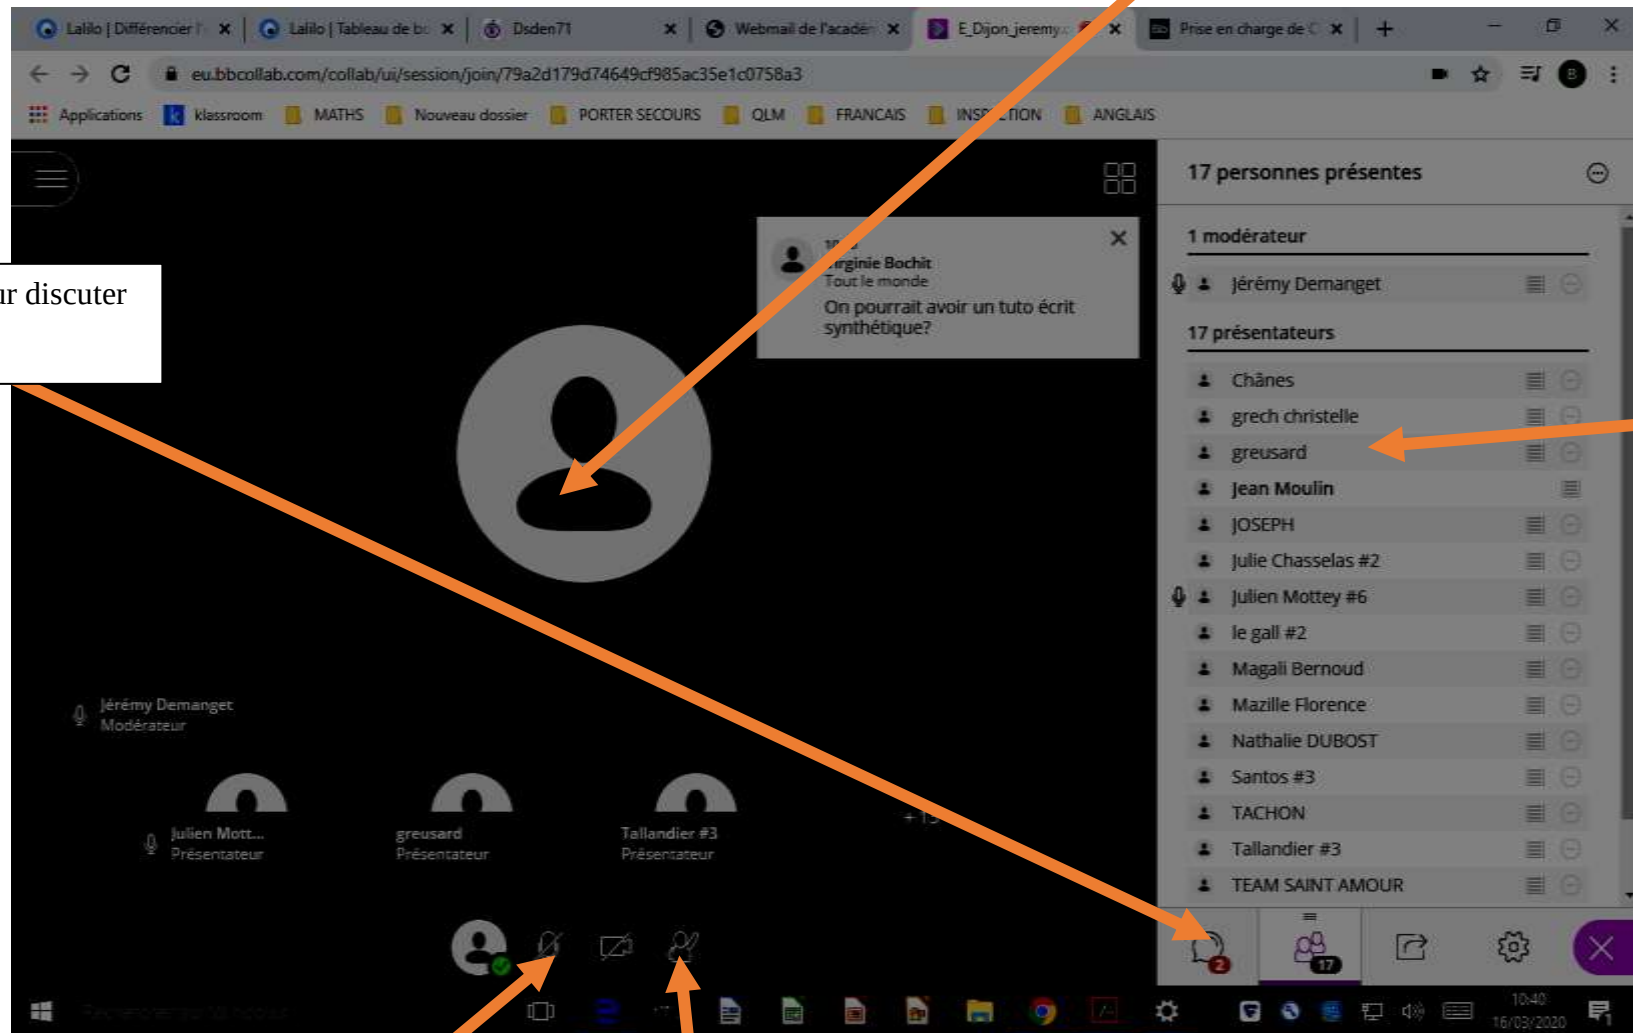 Lalilo | Différencier l'
Lalilo | Tableau de b
Dsden71
Webmail de l'acadén
E_Dijon_jeremy.
Prise en charge de C
eu.bbcollab.com/collab/ui/session/join/79a2d179d74649cf985ac35e1c0758a3
B
Applications
klassroom
MATHS
Nouveau dossier
PORTER SECOURS
QLM
FRANCAIS
ANGLAIS
17 personnes présentes
1 modérateur
Jérémy Demanget
17 présentateurs
Chânes
grech christelle
greusard
Jean Moulin
JOSEPH
Julie Chasselas #2
Julien Mottey #6
le gall #2
Magali Bernoud
Mazille Florence
Nathalie DUBOST
Santos #3
TACHON
Tallandier #3
TEAM SAINT AMOUR
Bochit
Tout le monde
On pourrait avoir un tuto écrit
synthétique?
ur discuter
Jérémy Demanget
Modérateur
Julien Mott...
Présentateur
greusard
Présentateur
Tallandier #3
Présentateur
2
17
10:40
16/03/2020